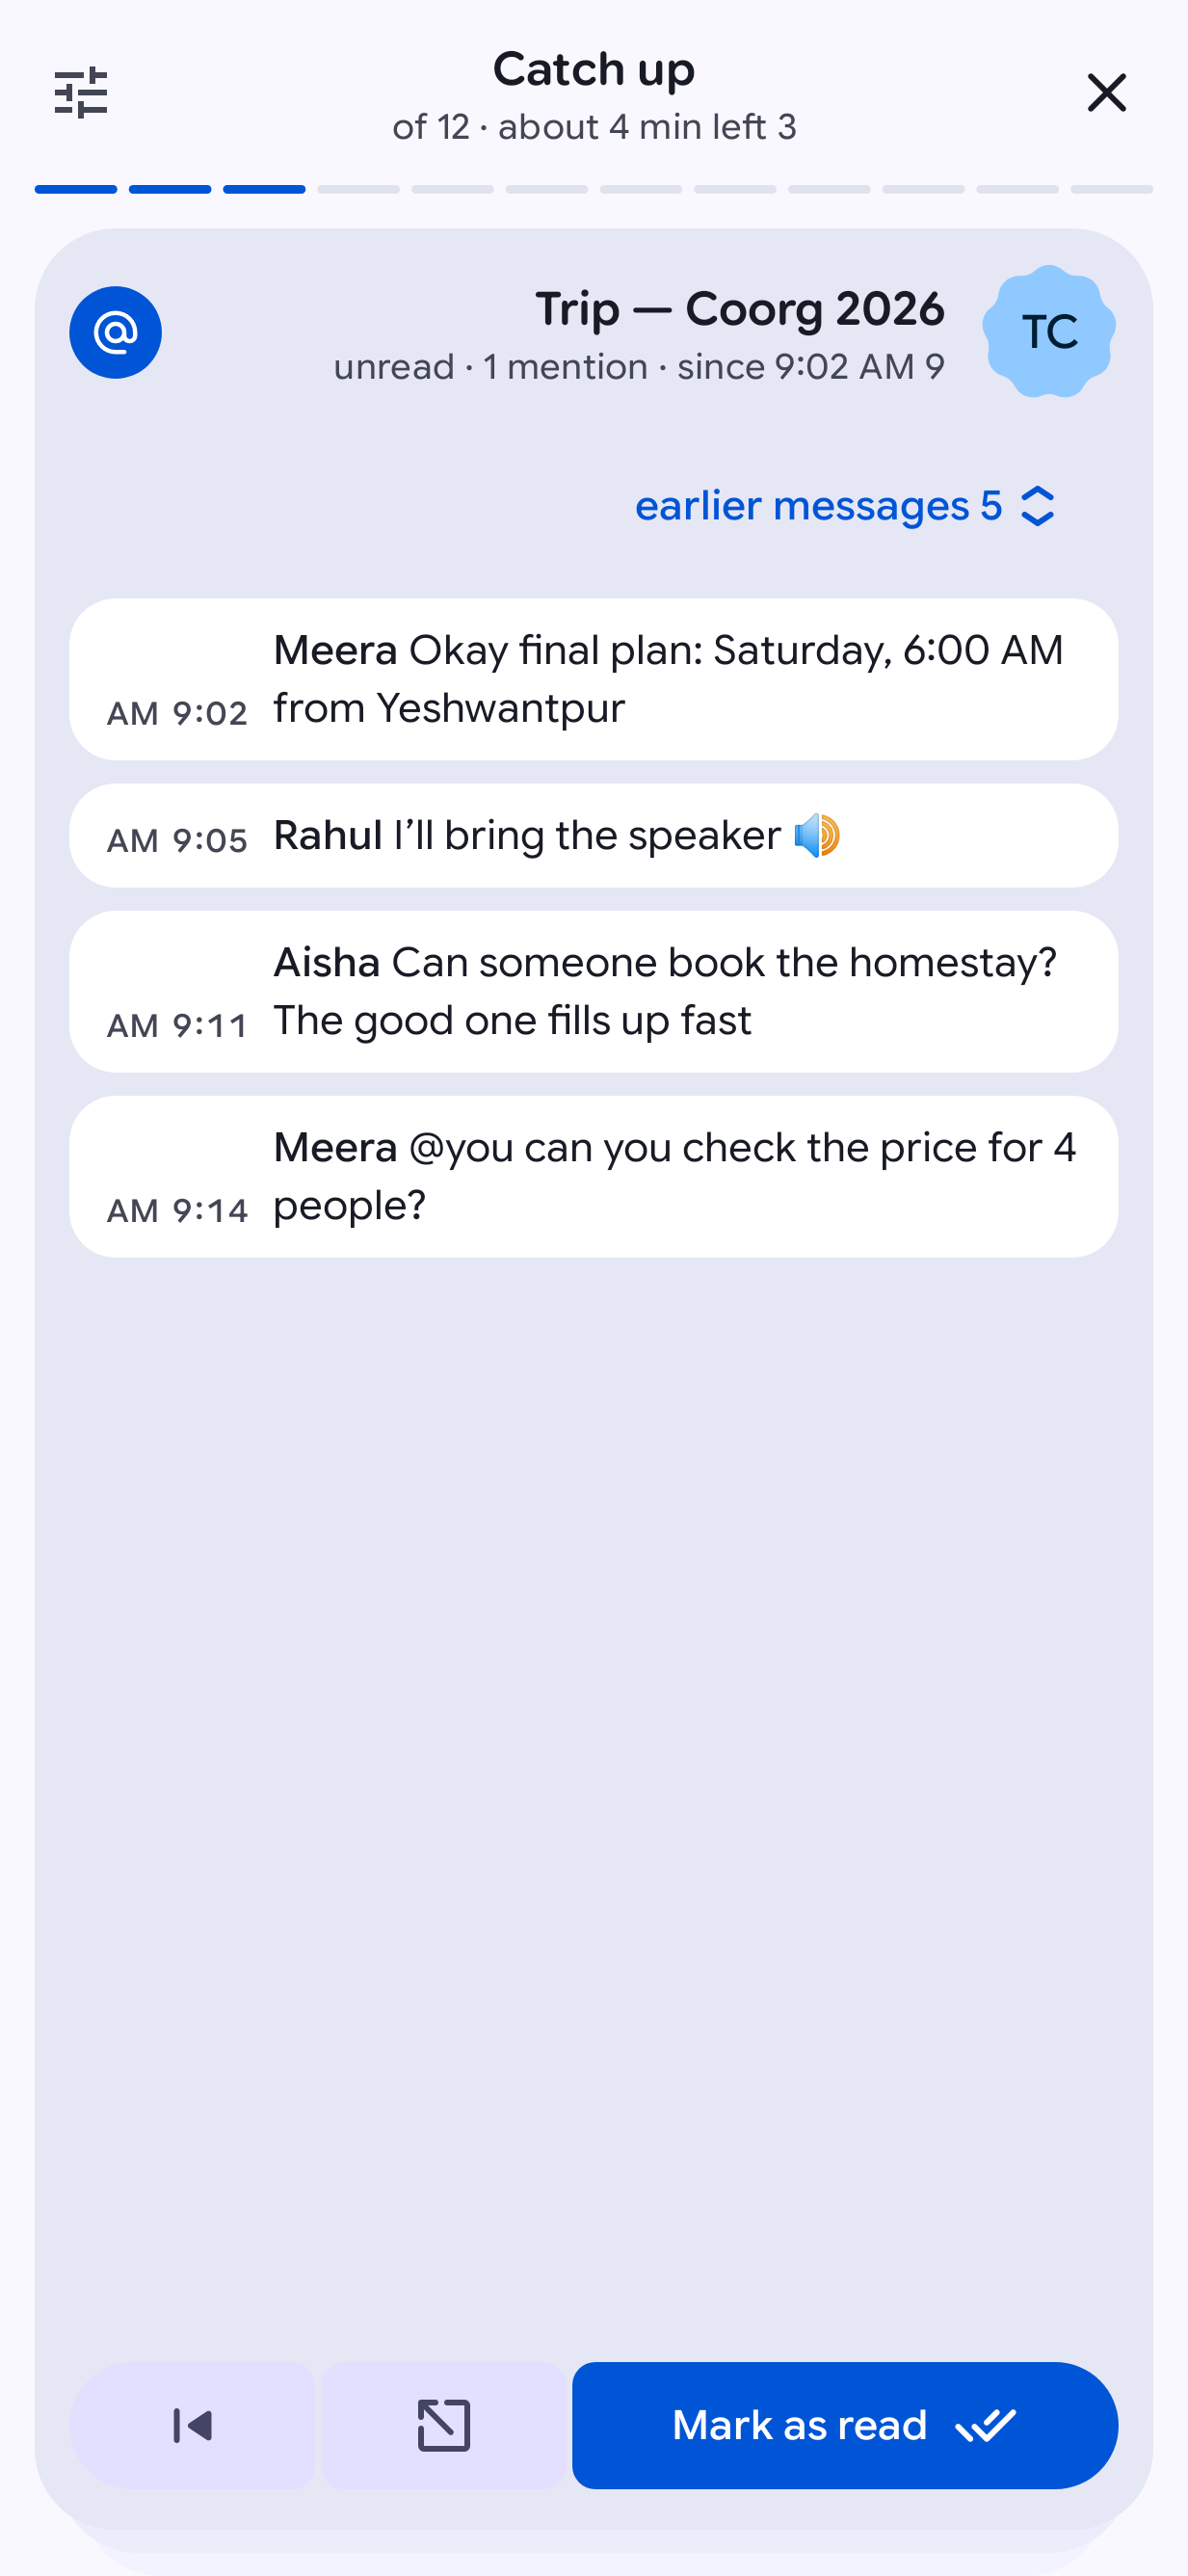 Catch up
of 12 · about 4 min left 3
Trip — Coorg 2026
unread · 1 mention · since 9:02 AM 9
TC
earlier messages 5
Meera Okay final plan: Saturday, 6:00 AM
from Yeshwantpur
AM 9:02
Rahul I’ll bring the speaker 🔊
AM 9:05
Aisha Can someone book the homestay?
The good one fills up fast
AM 9:11
Meera @you can you check the price for 4
people?
AM 9:14
Mark as read